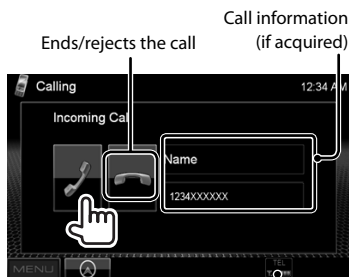 Call information
(if acquired)
Ends/rejects the call
Calling
12:34 AM
Incoming Call
Name
1234XXXXXX
MENU
TEL